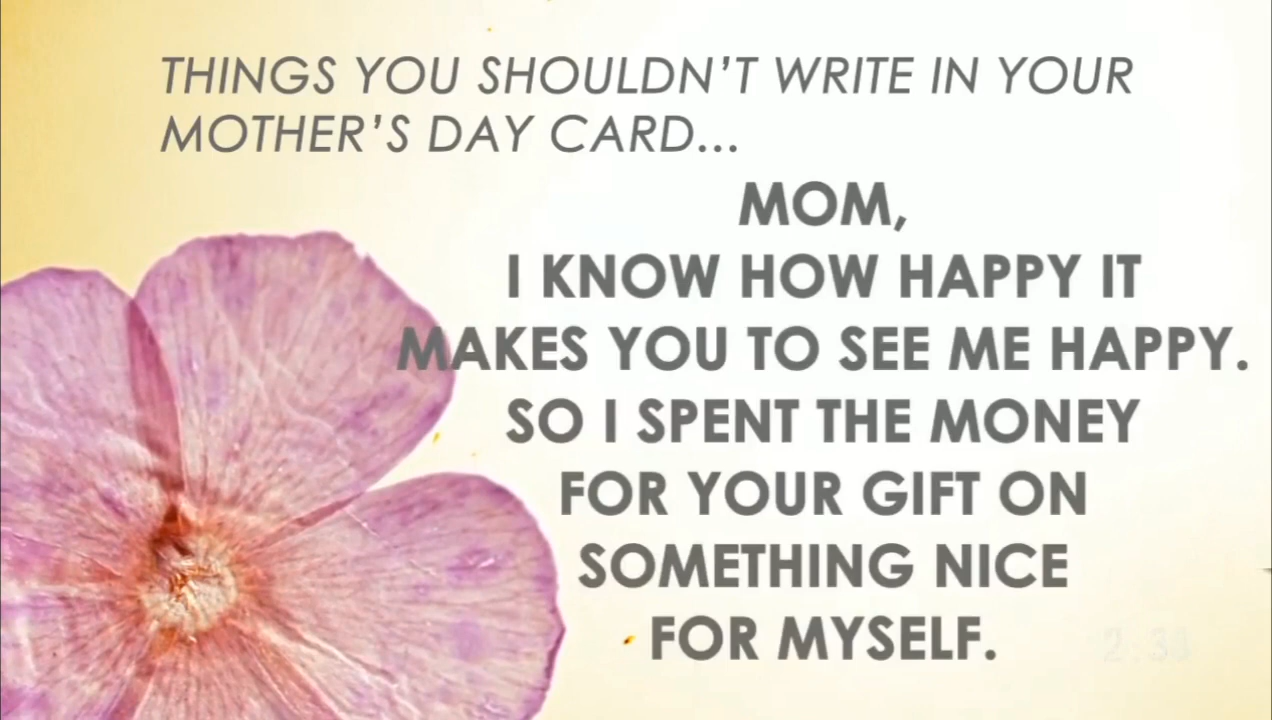 THINGS YOU SHOULDN’T WRITE IN YOUR
MOTHER’S DAY CARD...
MOM,
I KNOW HOW HAPPY IT
MAKES YOU TO SEE ME HAPPY.
SO I SPENT THE MONEY
FOR YOUR GIFT ON
SOMETHING NICE
FOR MYSELF.